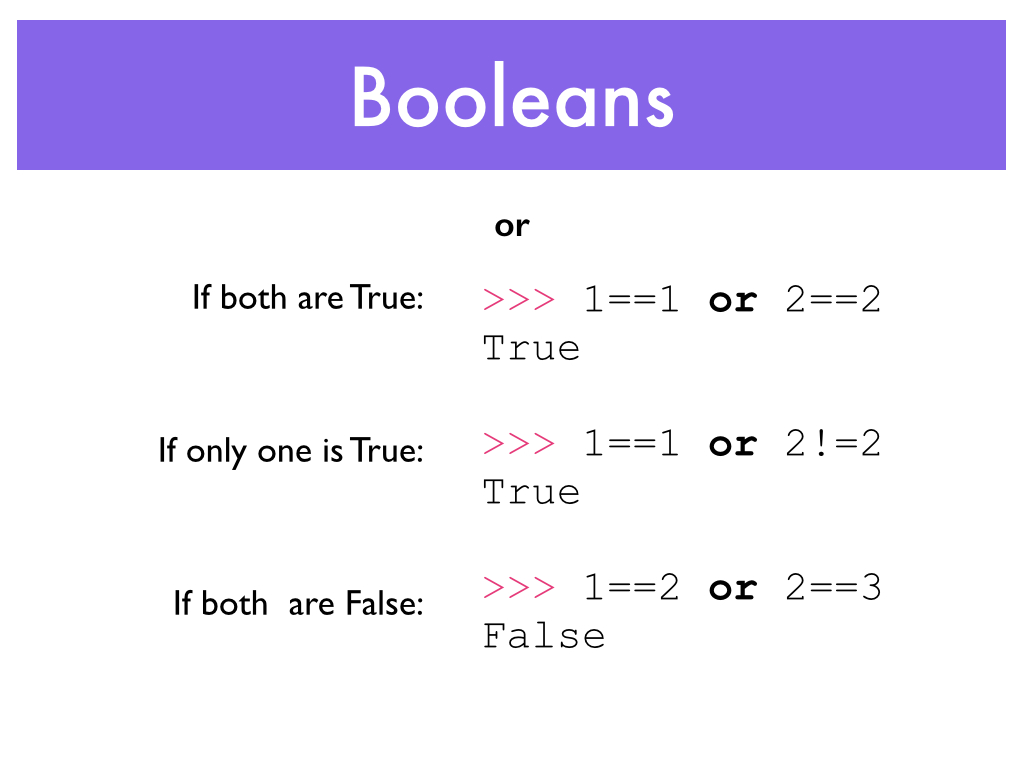 Booleans
or
If both are True:
>>> 1==1 or 2==2
True
If only one is True:
>>> 1==1 or 2!=2
True
If both  are False:
>>> 1==2 or 2==3
False